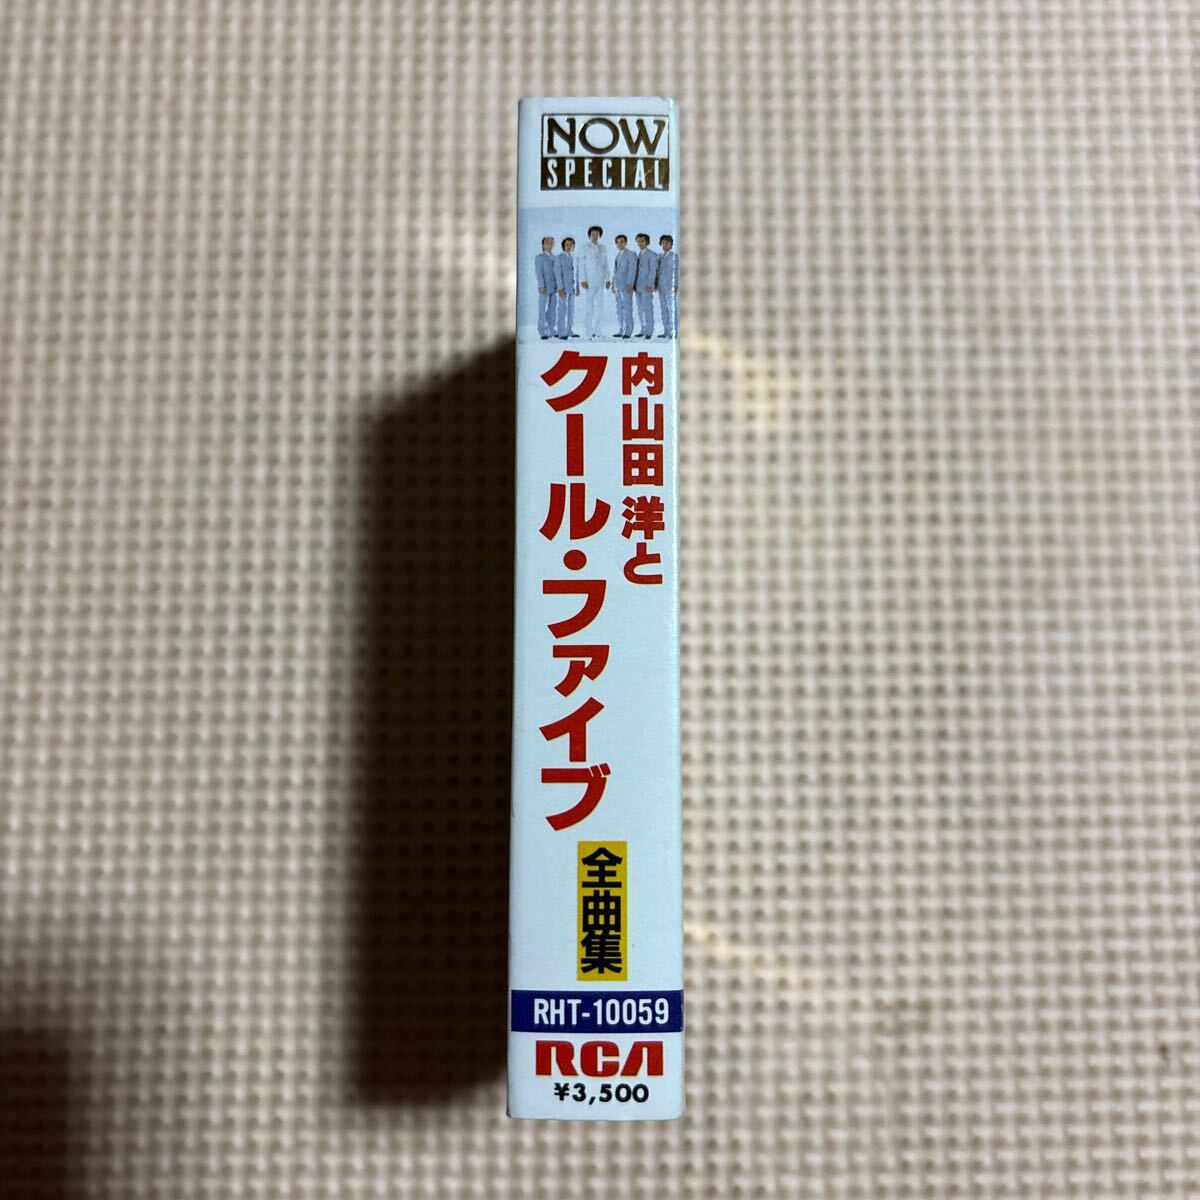 NOW
SPECIAL
内山田 洋と
クール・ファイブ
全曲集
RHT-10059
RCA
¥3,500